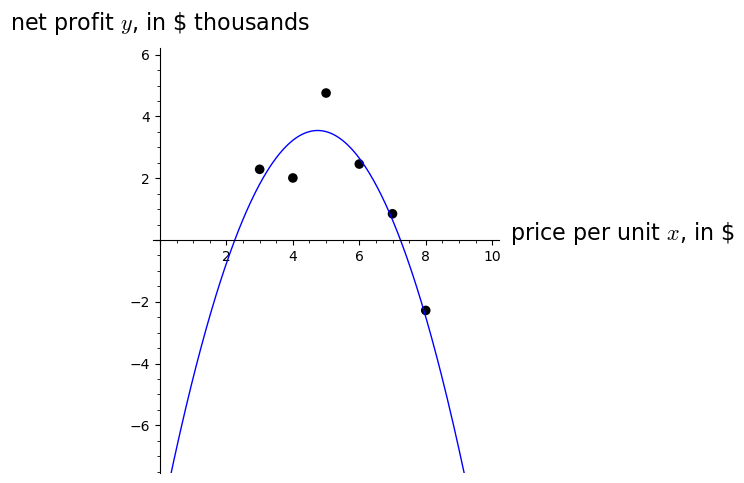 net profit y, in $ thousands
6
4
2
2 4 6 8 10
price per unit x, in $
−2
−4
−6